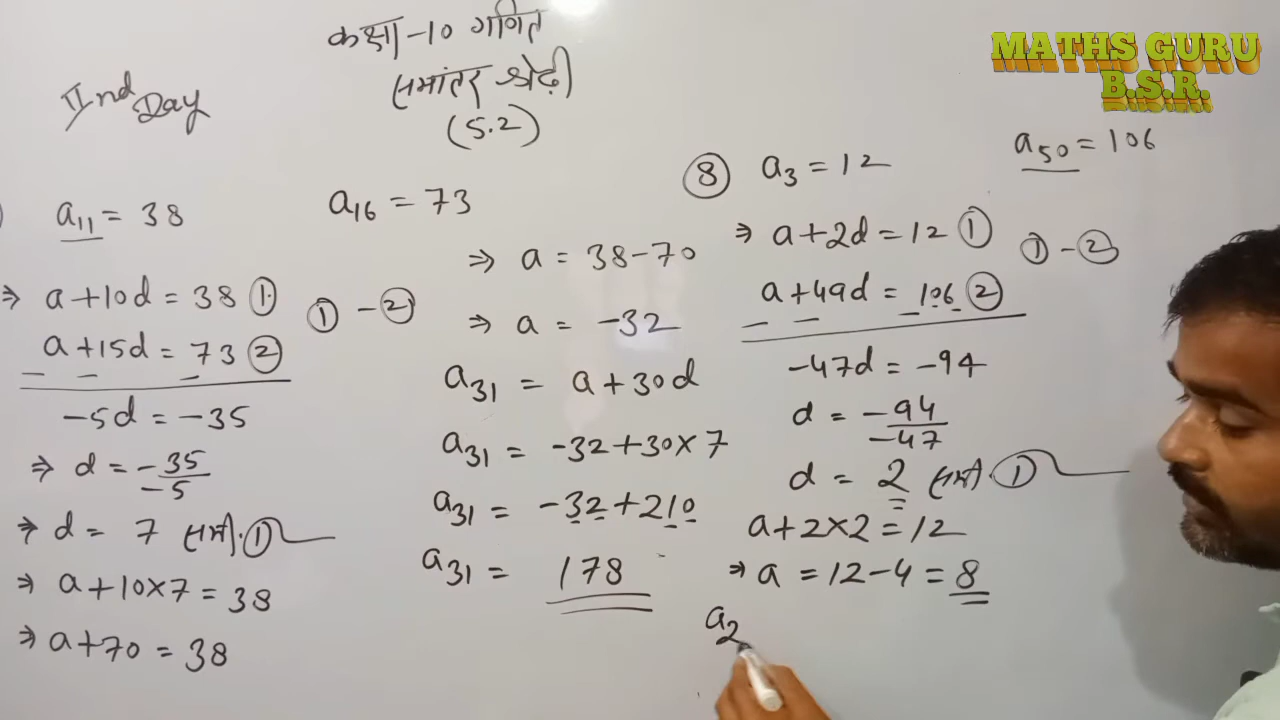 MATHS GURU
B.S.R.
कक्षा-10 गणित
समांतर श्रेढ़ी
(5.2)
IInd Day
a₁₁ = 38
a₁₆ = 73
⇒ a+10d = 38 ①
a+15d = 73 ②
① - ②
— — —
-5d = -35
⇒ d = -35/-5
⇒ d = 7 समी.①
⇒ a+10×7 = 38
⇒ a+70 = 38
⇒ a = 38-70
⇒ a = -32
a₃₁ = a+30d
a₃₁ = -32+30×7
a₃₁ = -32+210
a₃₁ = 178
⑧ a₃ = 12
a₅₀ = 106
⇒ a+2d = 12 ①
a+49d = 106 ②
① - ②
— — —
-47d = -94
d = -94/-47
d = 2 समी.①
a+2×2 = 12
⇒ a = 12-4 = 8
a₂